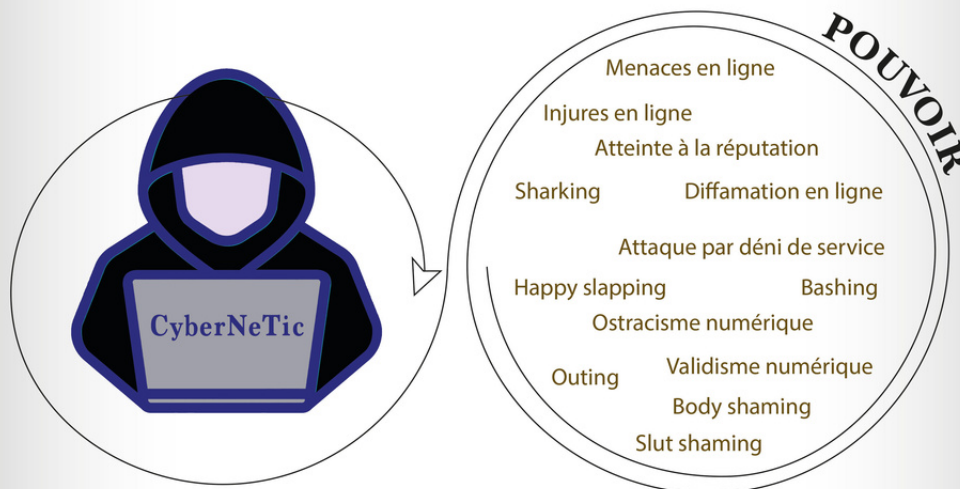 POUVOIR
Menaces en ligne
Injures en ligne
Atteinte à la réputation
Sharking Diffamation en ligne
Attaque par déni de service
Happy slapping Bashing
CyberNeTic
Ostracisme numérique
Validisme numérique
Outing
Body shaming
Slut shaming